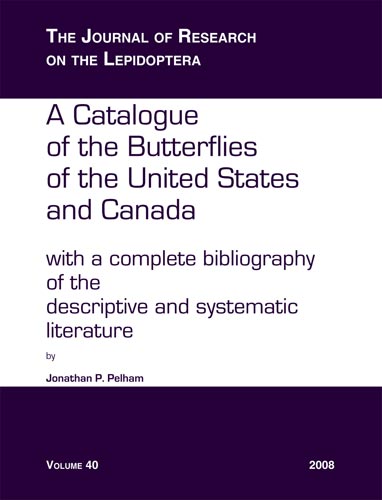 The Journal of Research
on the Lepidoptera
A Catalogue
of the Butterflies
of the United States
and Canada
with a complete bibliography
of the
descriptive and systematic
literature
by
Jonathan P. Pelham
Volume 40 2008